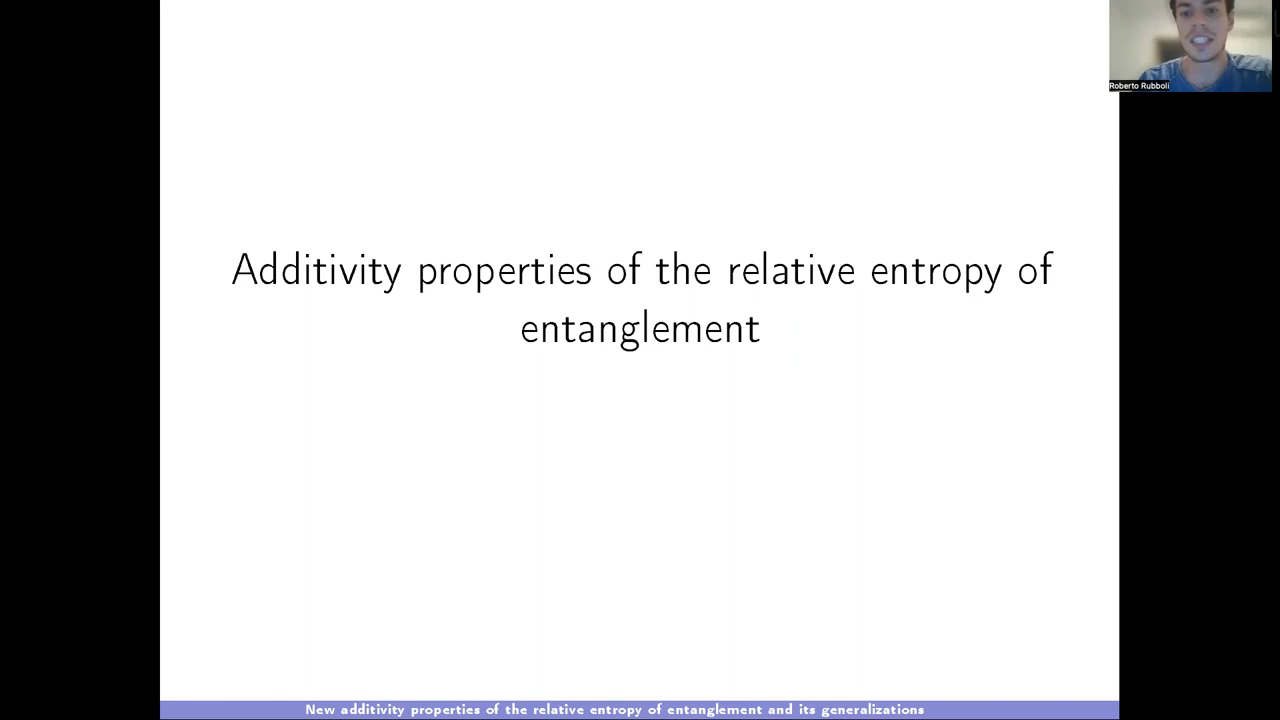 Roberto Rubboli
Additivity properties of the relative entropy of
entanglement
New additivity properties of the relative entropy of entanglement and its generalizations